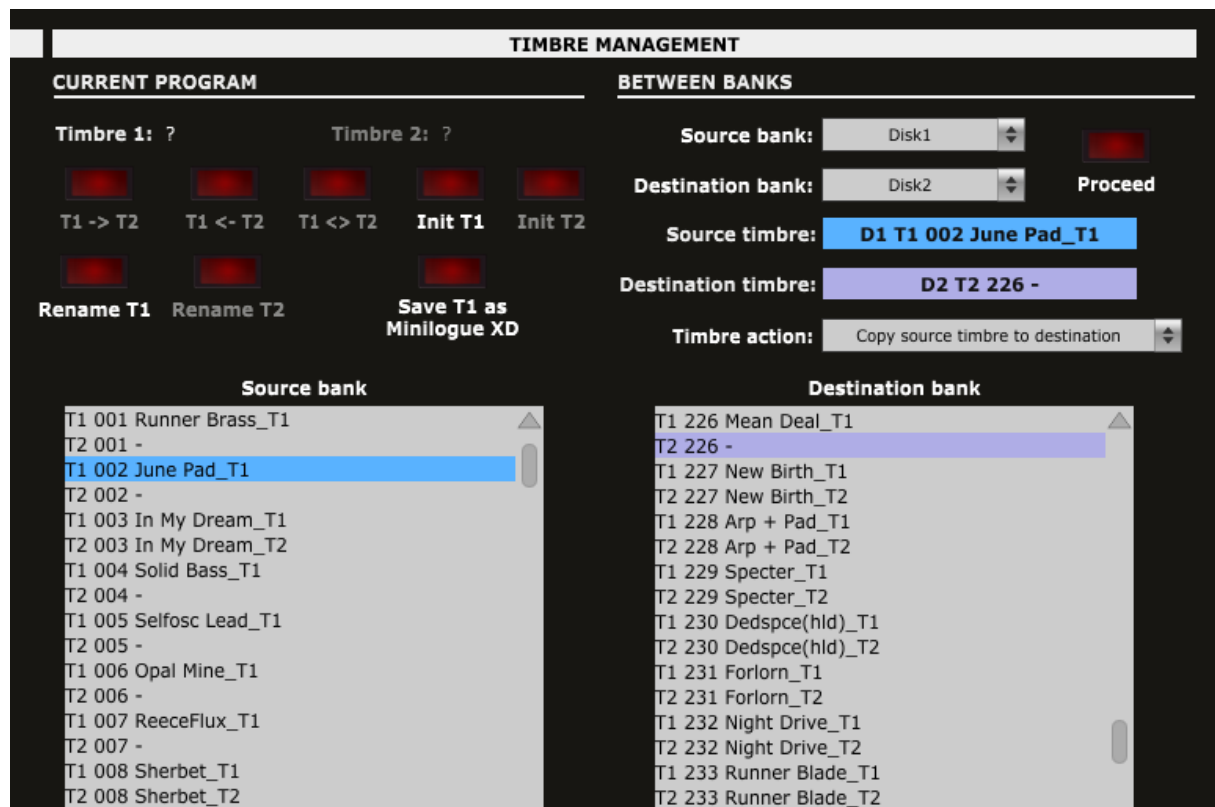 TIMBRE MANAGEMENT
CURRENT PROGRAM
Timbre 1: ?
Timbre 2: ?
T1 -> T2
T1 <- T2
T1 <> T2
Init T1
Init T2
Rename T1
Rename T2
Save T1 as
Minilogue XD
BETWEEN BANKS
Source bank:
Disk1
Destination bank:
Disk2
Proceed
Source timbre:
D1 T1 002 June Pad_T1
Destination timbre:
D2 T2 226 -
Timbre action:
Copy source timbre to destination
Source bank
T1 001 Runner Brass_T1
T2 001 -
T1 002 June Pad_T1
T2 002 -
T1 003 In My Dream_T1
T2 003 In My Dream_T2
T1 004 Solid Bass_T1
T2 004 -
T1 005 Selfosc Lead_T1
T2 005 -
T1 006 Opal Mine_T1
T2 006 -
T1 007 ReeceFlux_T1
T2 007 -
T1 008 Sherbet_T1
T2 008 Sherbet_T2
Destination bank
T1 226 Mean Deal_T1
T2 226 -
T1 227 New Birth_T1
T2 227 New Birth_T2
T1 228 Arp + Pad_T1
T2 228 Arp + Pad_T2
T1 229 Specter_T1
T2 229 Specter_T2
T1 230 Dedspce(hld)_T1
T2 230 Dedspce(hld)_T2
T1 231 Forlorn_T1
T2 231 Forlorn_T2
T1 232 Night Drive_T1
T2 232 Night Drive_T2
T1 233 Runner Blade_T1
T2 233 Runner Blade_T2